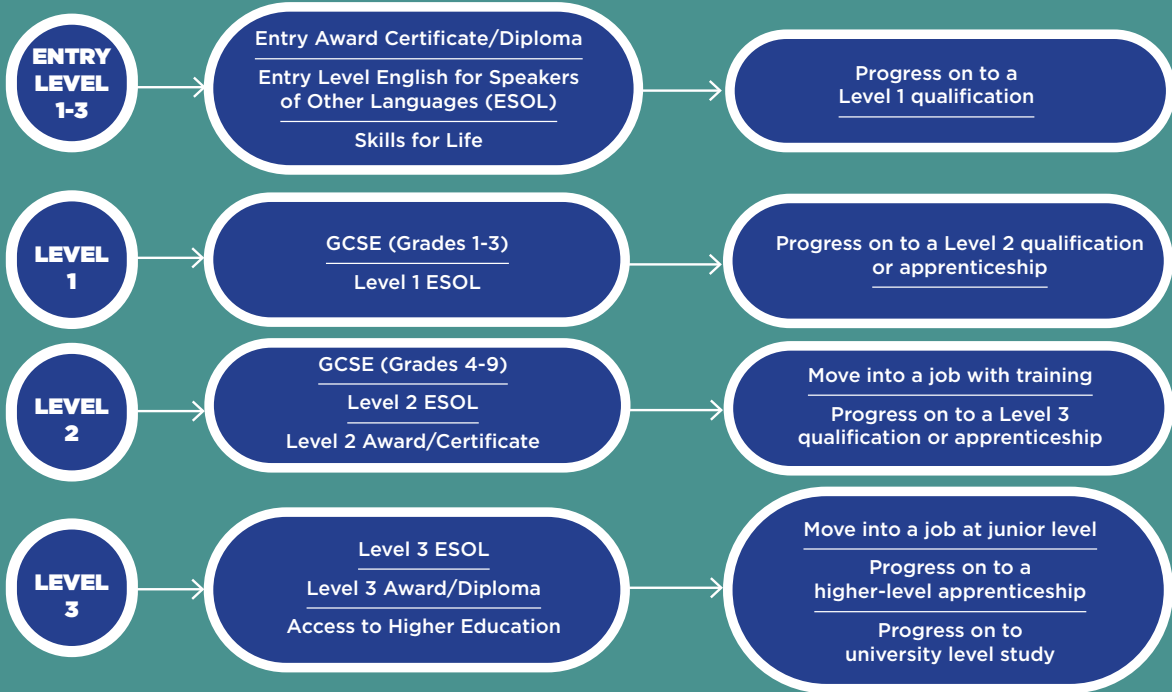 ENTRY
LEVEL
1-3
Entry Award Certificate/Diploma
Entry Level English for Speakers
of Other Languages (ESOL)
Skills for Life
Progress on to a
Level 1 qualification
LEVEL
1
GCSE (Grades 1-3)
Level 1 ESOL
Progress on to a Level 2 qualification
or apprenticeship
LEVEL
2
GCSE (Grades 4-9)
Level 2 ESOL
Level 2 Award/Certificate
Move into a job with training
Progress on to a Level 3
qualification or apprenticeship
LEVEL
3
Level 3 ESOL
Level 3 Award/Diploma
Access to Higher Education
Move into a job at junior level
Progress on to a
higher-level apprenticeship
Progress on to
university level study